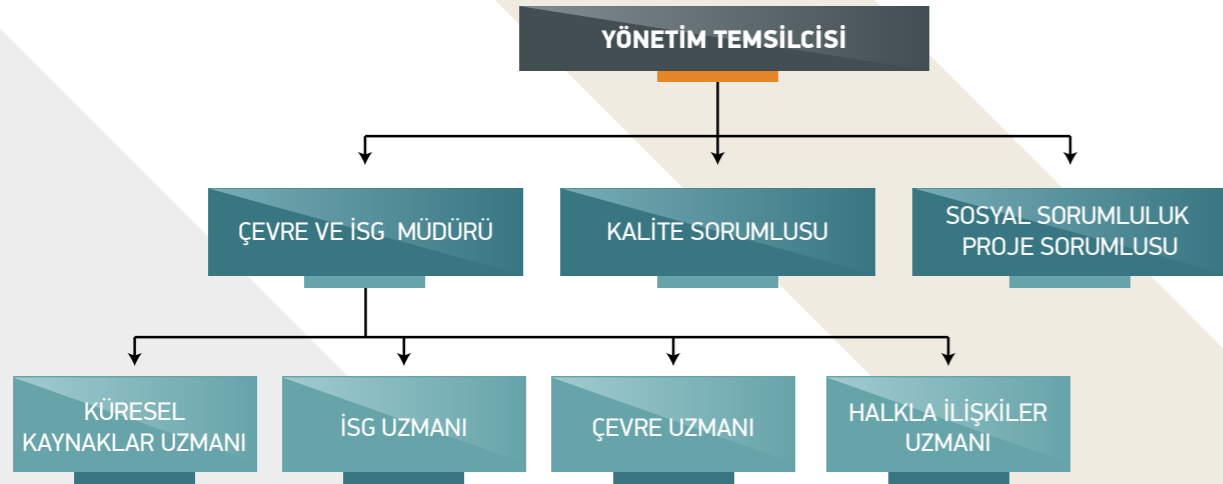 YÖNETİM TEMSİLCİSİ
ÇEVRE VE İSG MÜDÜRÜ
KALİTE SORUMLUSU
SOSYAL SORUMLULUK
PROJE SORUMLUSU
KÜRESEL
KAYNAKLAR UZMANI
İSG UZMANI
ÇEVRE UZMANI
HALKLA İLİŞKİLER
UZMANI